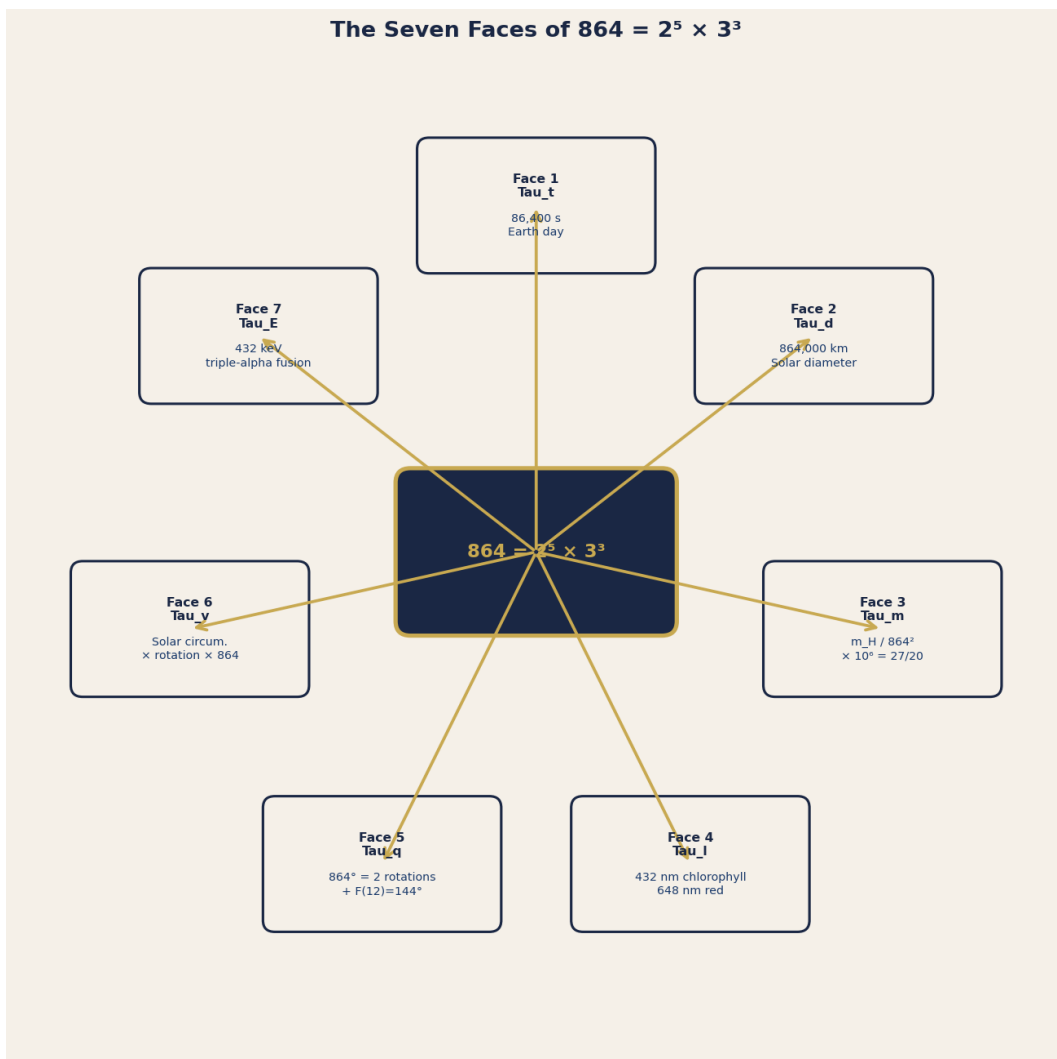 The Seven Faces of 864 = 2⁵ × 3³
Face 1
Tau_t
86,400 s
Earth day
Face 7
Tau_E
432 keV
triple-alpha fusion
Face 2
Tau_d
864,000 km
Solar diameter
864 = 2⁵ × 3³
Face 6
Tau_v
Solar circum.
× rotation × 864
Face 3
Tau_m
m_H / 864²
× 10⁶ = 27/20
Face 5
Tau_q
864° = 2 rotations
+ F(12)=144°
Face 4
Tau_l
432 nm chlorophyll
648 nm red